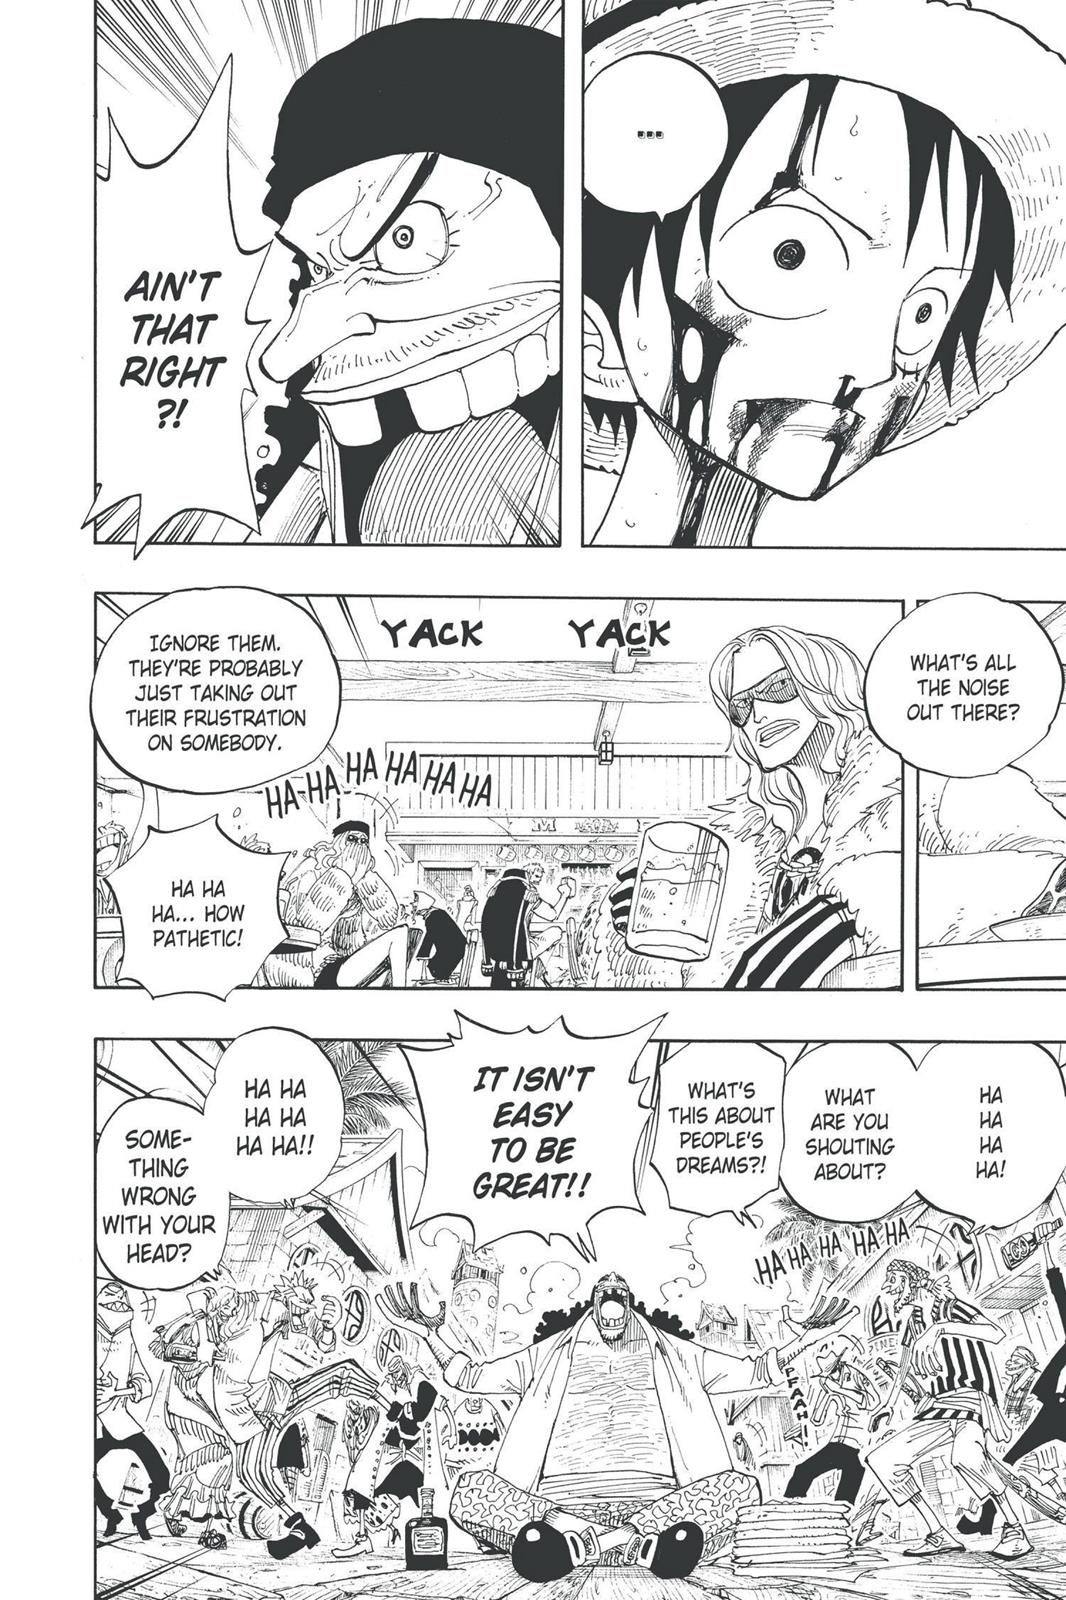 ...
AIN'T
THAT
RIGHT
?!
WHAT'S ALL
THE NOISE
OUT THERE?
YACK
YACK
IGNORE THEM.
THEY'RE PROBABLY
JUST TAKING OUT
THEIR FRUSTRATION
ON SOMEBODY.
HA HA HA HA HA HA
HA HA
HA... HOW
PATHETIC!
HA
HA
HA
HA!
WHAT
ARE YOU
SHOUTING
ABOUT?
WHAT'S
THIS ABOUT
PEOPLE'S
DREAMS?!
HA HA HA HA HA
IT ISN'T
EASY
TO BE
GREAT!!
HA HA
HA HA
HA HA!!
SOME-
THING
WRONG
WITH YOUR
HEAD?